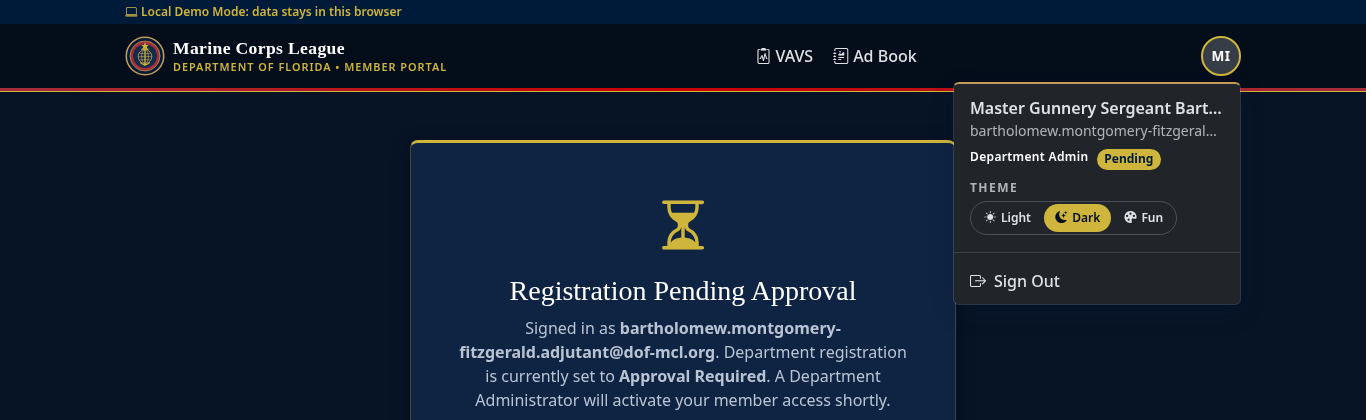 Local Demo Mode: data stays in this browser
Marine Corps League
DEPARTMENT OF FLORIDA • MEMBER PORTAL
VAVS
Ad Book
MI
Master Gunnery Sergeant Bart...
bartholomew.montgomery-fitzgeral...
Department Admin Pending
THEME
Light Dark Fun
Sign Out
Registration Pending Approval
Signed in as bartholomew.montgomery-
fitzgerald.adjutant@dof-mcl.org. Department registration
is currently set to Approval Required. A Department
Administrator will activate your member access shortly.